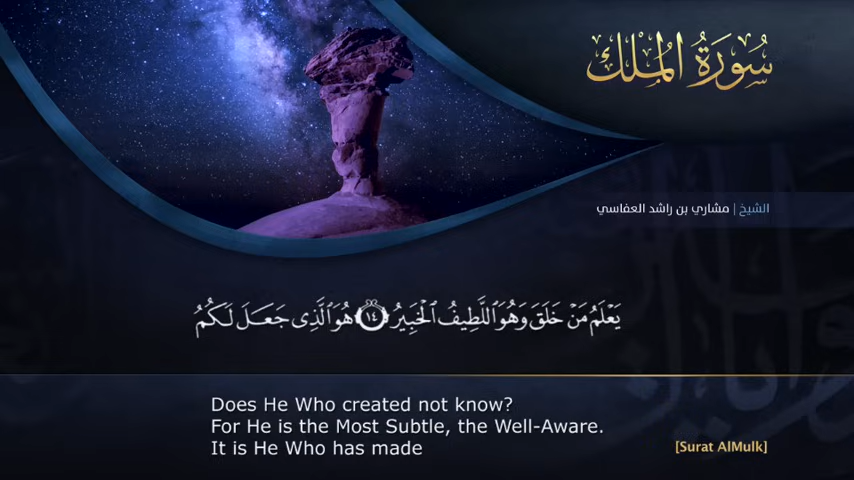 سُورَةُ الْمُلْكِ
الشيخ | مشاري بن راشد العفاسي
يَعْلَمُ مَنْ خَلَقَ وَهُوَ ٱللَّطِيفُ ٱلْخَبِيرُ ١٤ هُوَ ٱلَّذِى جَعَلَ لَكُمُ
Does He Who created not know?
For He is the Most Subtle, the Well-Aware.
It is He Who has made
[Surat AlMulk]